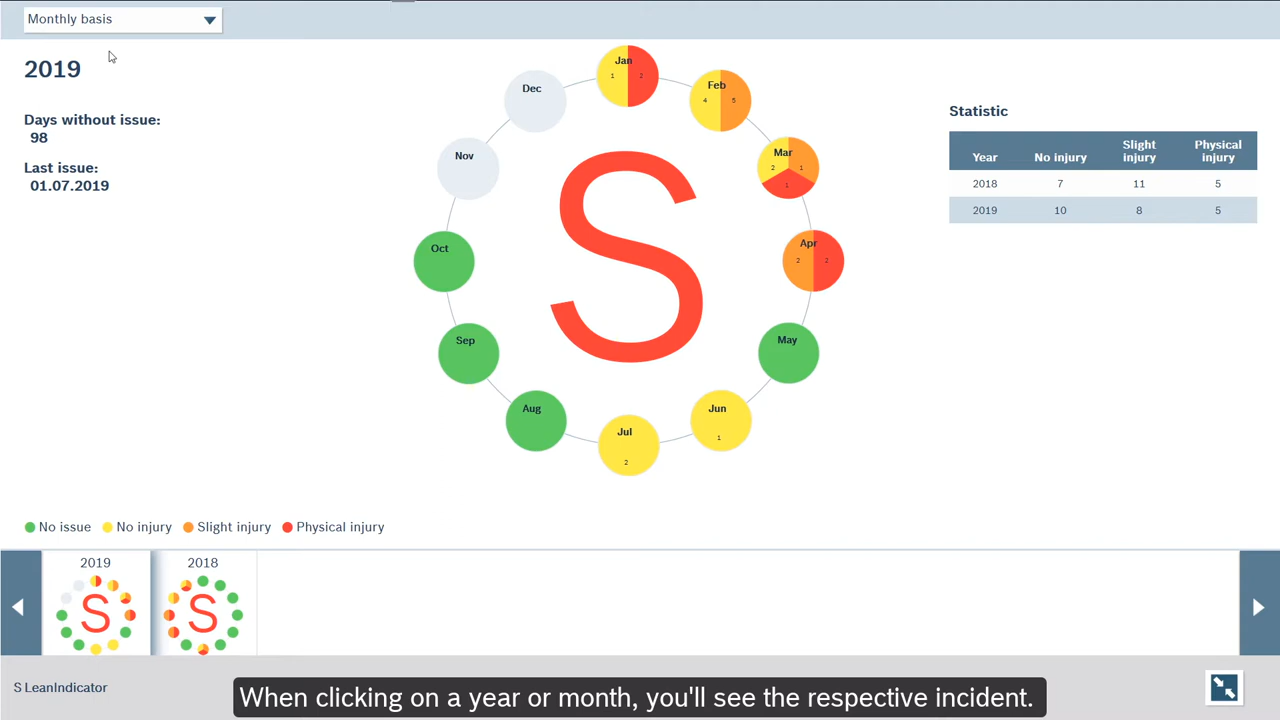 Monthly basis
2019
Days without issue:
98
Last issue:
01.07.2019
Jan
1 2
Feb
4 5
Mar
2 1
1
Apr
2 2
May
Jun
1
Jul
2
Aug
Sep
Oct
Nov
Dec
S
Statistic
Year No injury Slight injury Physical injury
2018 7 11 5
2019 10 8 5
No issue No injury Slight injury Physical injury
2019 2018
S S
S LeanIndicator
When clicking on a year or month, you'll see the respective incident.